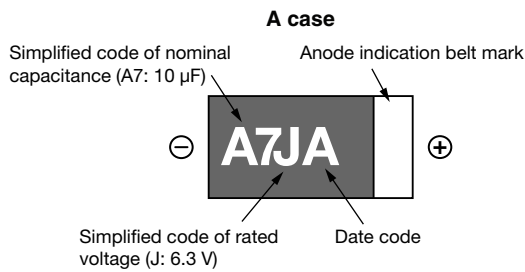 A case
Simplified code of nominal
capacitance (A7: 10 µF)
Anode indication belt mark
⊖
A7JA
⊕
Simplified code of rated
voltage (J: 6.3 V)
Date code